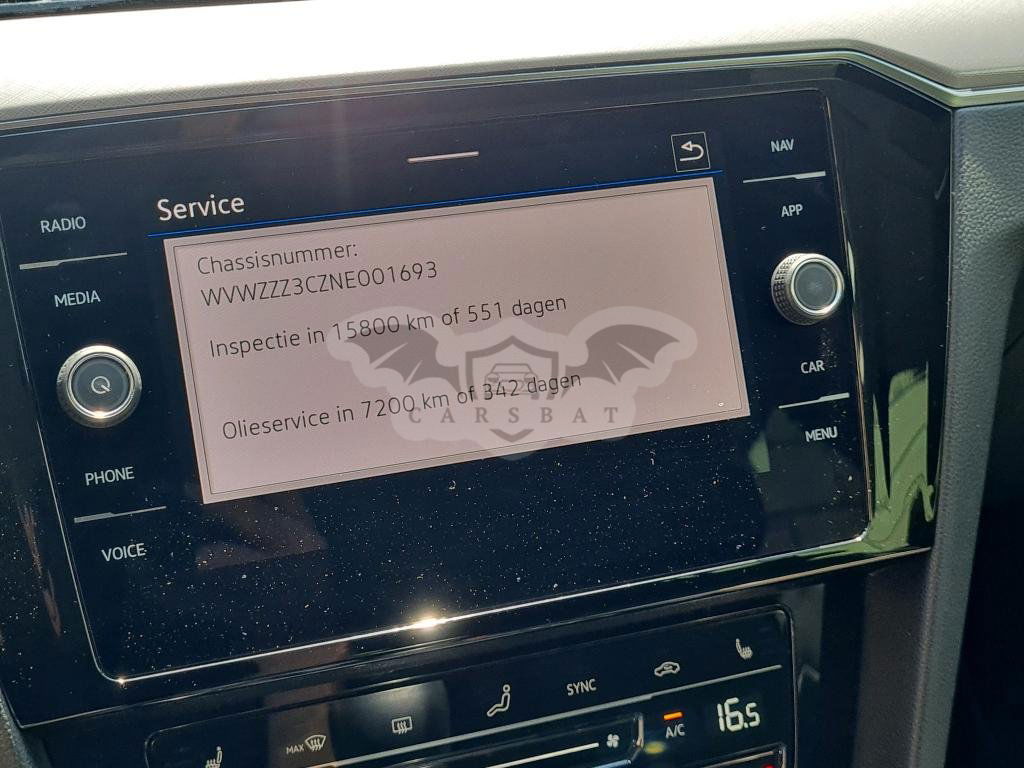 NAV
RADIO
Service
APP
Chassisnummer:
WVWZZZ3CZNE001693
MEDIA
Inspectie in 15800 km of 551 dagen
CAR
Olieservice in 7200 km of 342 dagen
CARSBAT
MENU
PHONE
VOICE
SYNC
MAX
A/C
16.5